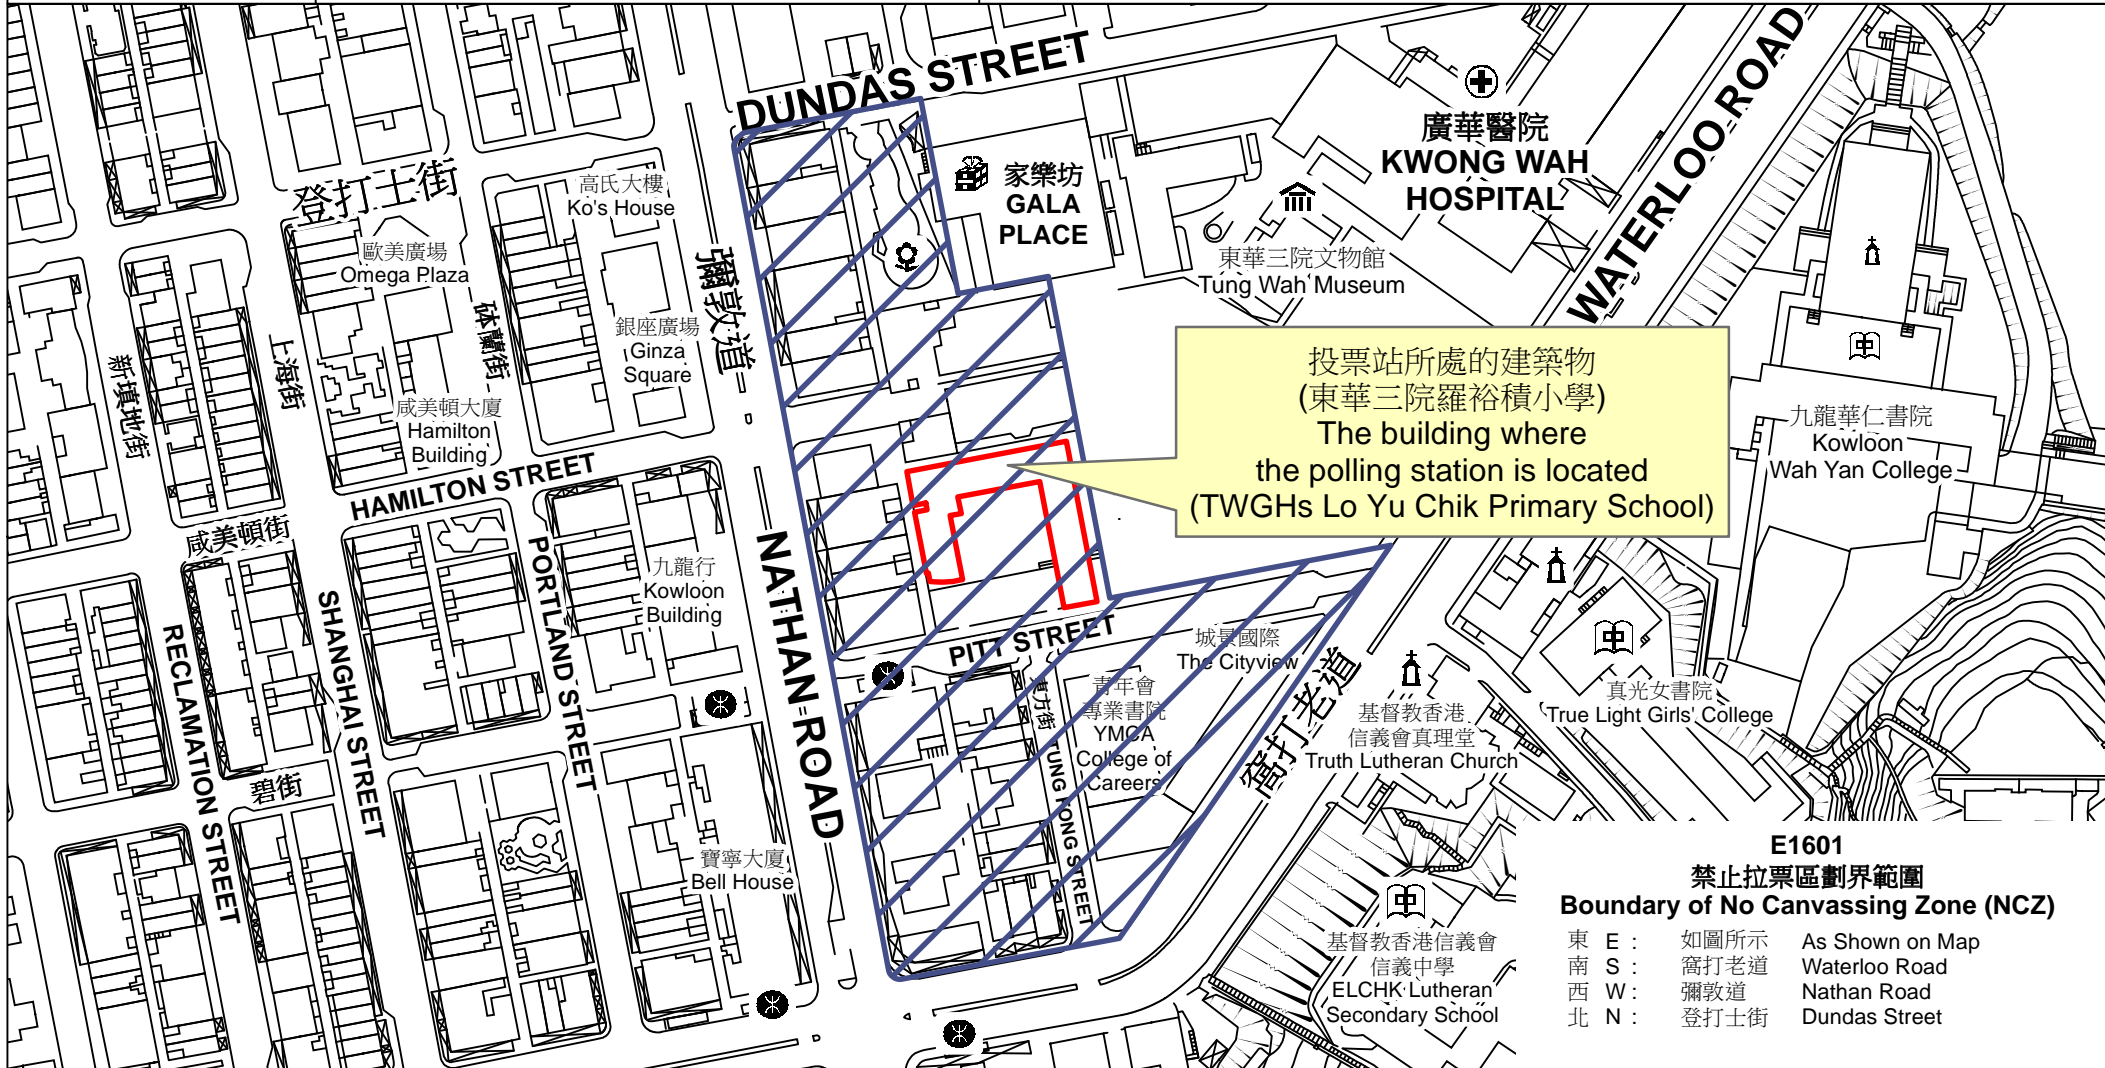 DUNDAS STREET
登打士街
高氏大樓
Ko's House
歐美廣場
Omega Plaza
砵蘭街
彌敦道
銀座廣場
Ginza
Square
上海街
新填地街
咸美頓大廈
Hamilton
Building
HAMILTON STREET
咸美頓街
家樂坊
GALA
PLACE
廣華醫院
KWONG WAH
HOSPITAL
東華三院文物館
Tung Wah Museum
WATERLOO ROAD
投票站所處的建築物
(東華三院羅裕積小學)
The building where
the polling station is located
(TWGHs Lo Yu Chik Primary School)
九龍華仁書院
Kowloon
Wah Yan College
九龍行
Kowloon
Building
NATHAN ROAD
PORTLAND STREET
SHANGHAI STREET
RECLAMATION STREET
碧街
寶寧大廈
Bell House
PITT STREET
城景國際
The Cityview
東方街
TUNG FONG STREET
青年會
專業書院
YMCA
College of
Careers
窩打老道
基督教香港
信義會真理堂
Truth Lutheran Church
真光女書院
True Light Girls' College
基督教香港信義會
信義中學
ELCHK Lutheran
Secondary School
E1601
禁止拉票區劃界範圍
Boundary of No Canvassing Zone (NCZ)
東 E : 如圖所示 As Shown on Map
南 S : 窩打老道 Waterloo Road
西 W : 彌敦道 Nathan Road
北 N : 登打士街 Dundas Street